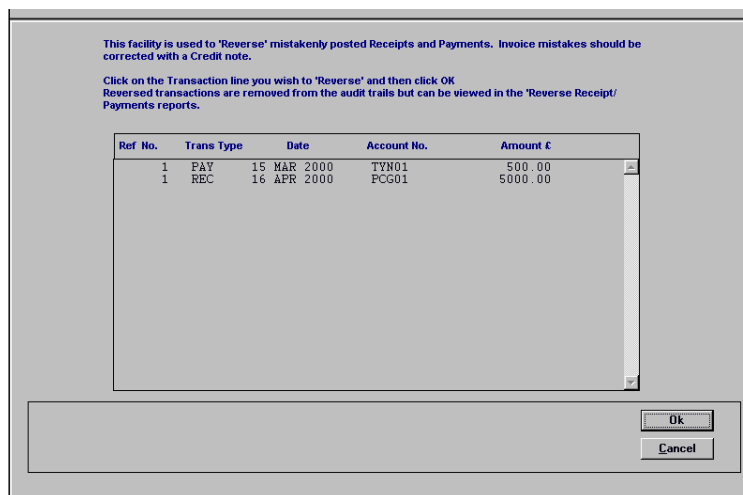 This facility is used to 'Reverse' mistakenly posted Receipts and Payments. Invoice mistakes should be
corrected with a Credit note.
Click on the Transaction line you wish to 'Reverse' and then click OK
Reversed transactions are removed from the audit trails but can be viewed in the 'Reverse Receipt/
Payments reports.
Ref No. Trans Type Date Account No. Amount £
1 PAY 15 MAR 2000 TYN01 500.00
1 REC 16 APR 2000 PCG01 5000.00
Ok
Cancel